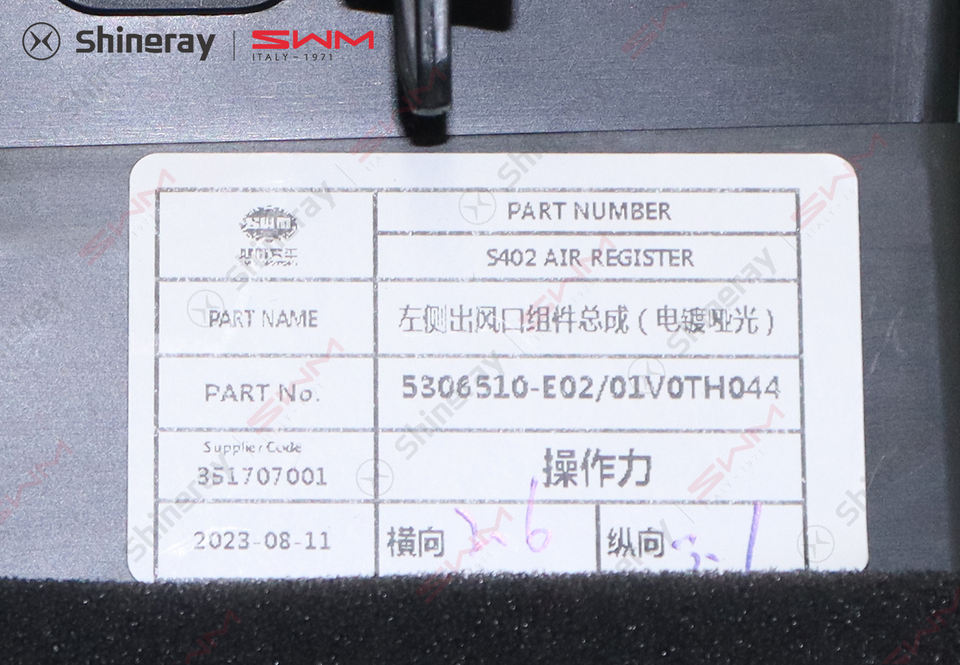 Shineray
SWM
ITALY-1971
PART NUMBER
S402 AIR REGISTER
PART NAME
左侧出风口组件总成（电镀哑光）
PART No.
5306510-E02/01V0TH044
Supplier Code
351707001
操作力
2023-08-11
横向
2.6
纵向